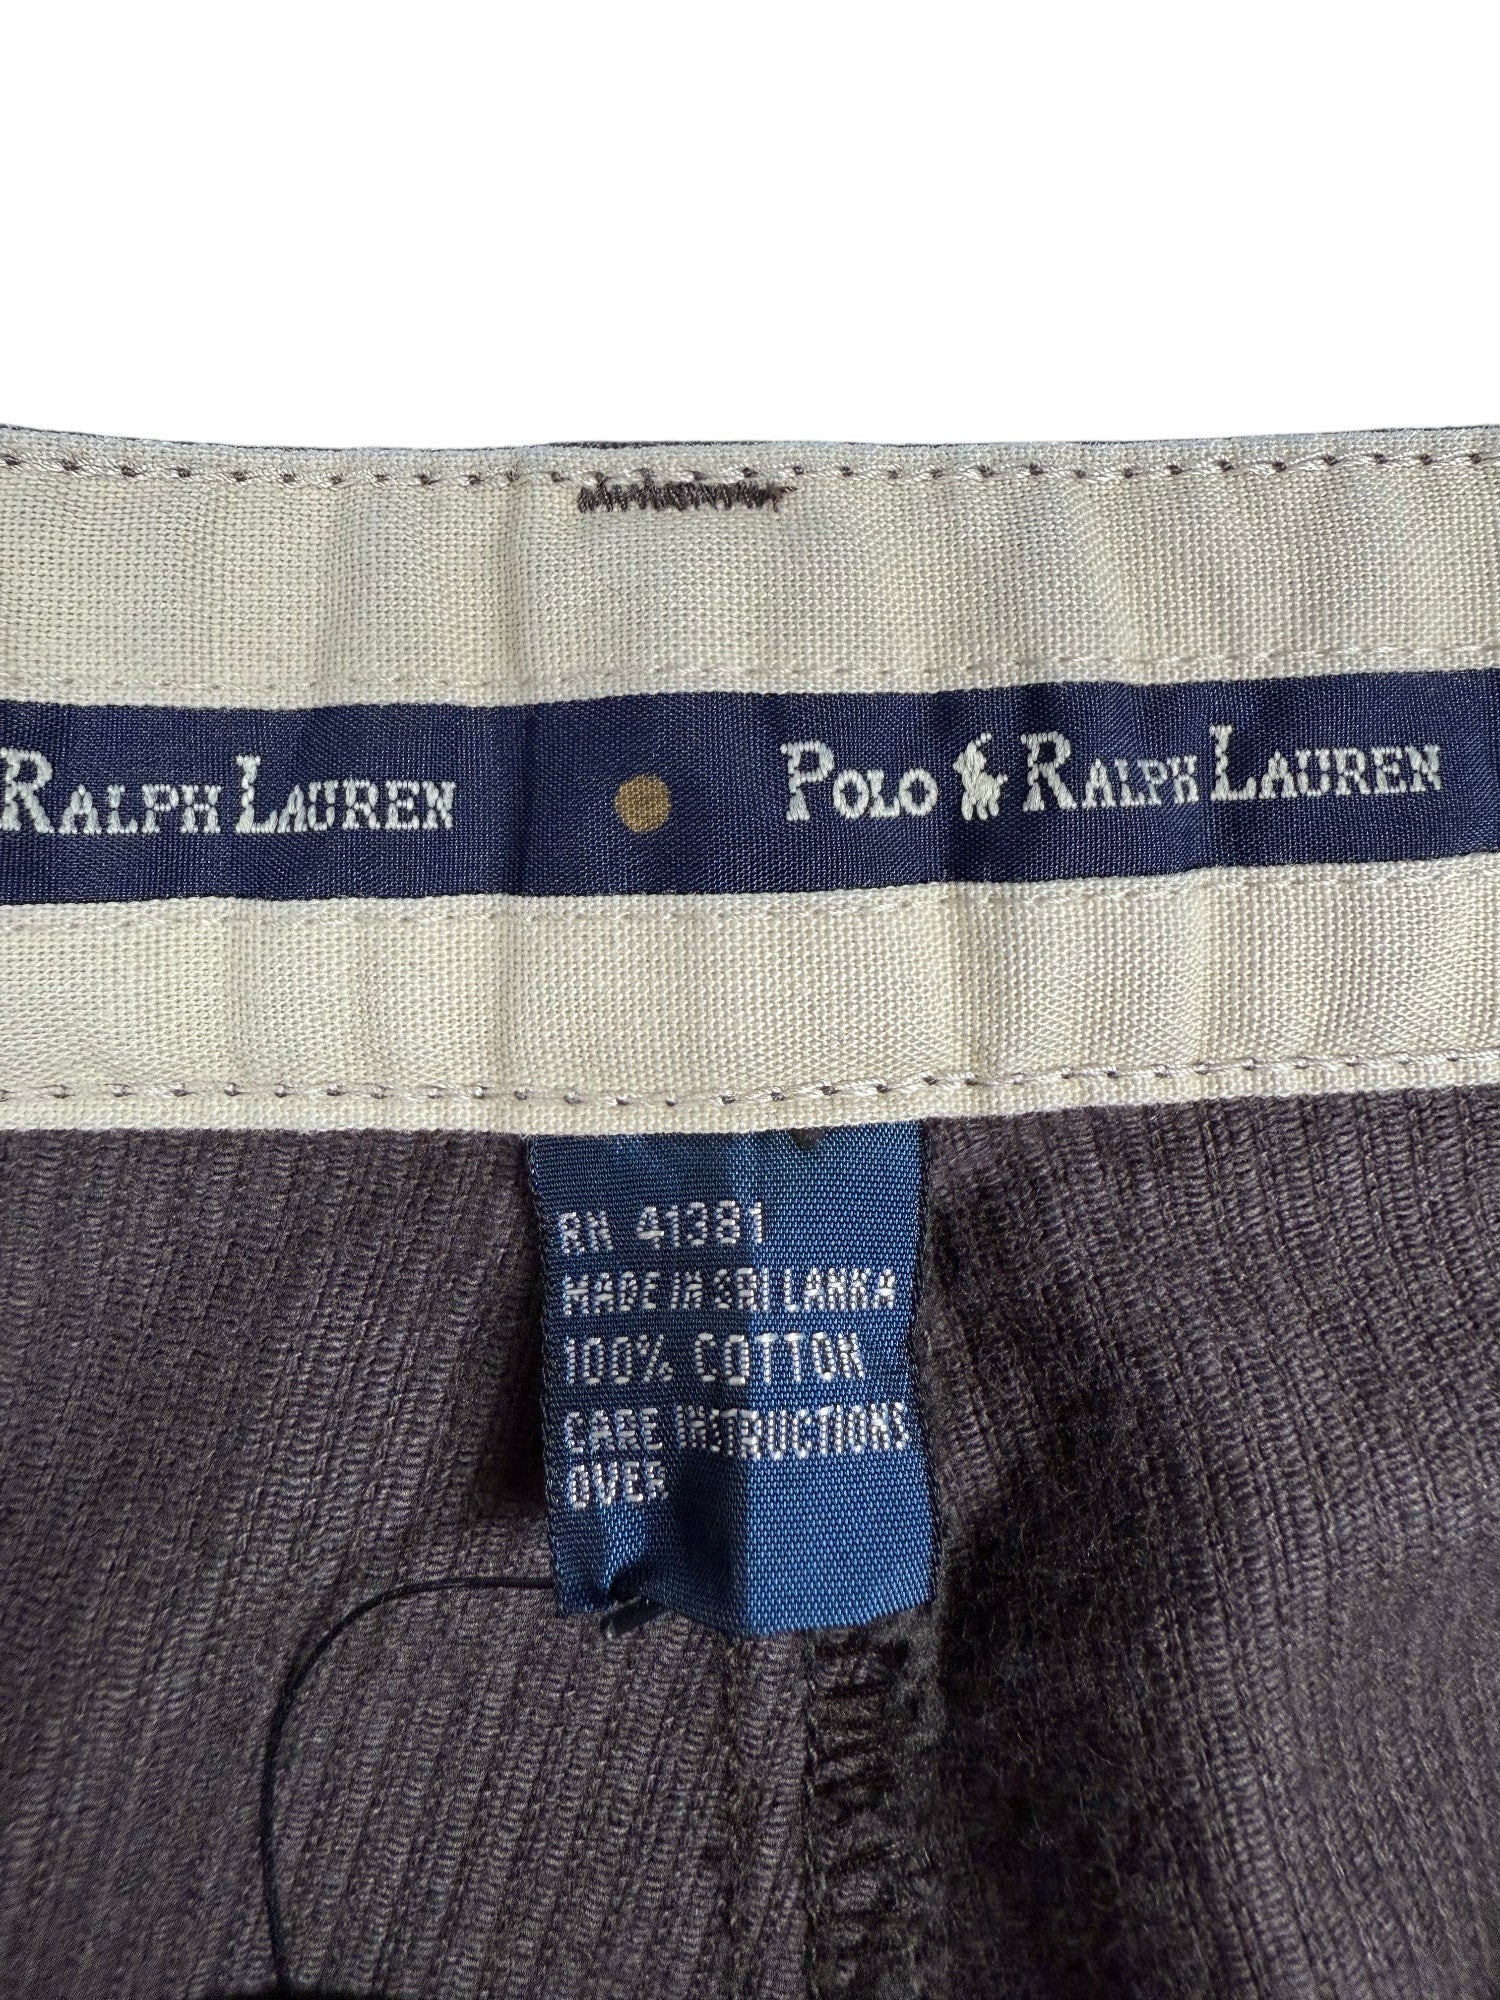 RALPH LAUREN • POLO RALPH LAUREN
RN 41381
MADE IN SRI LANKA
100% COTTON
CARE INSTRUCTIONS
OVER